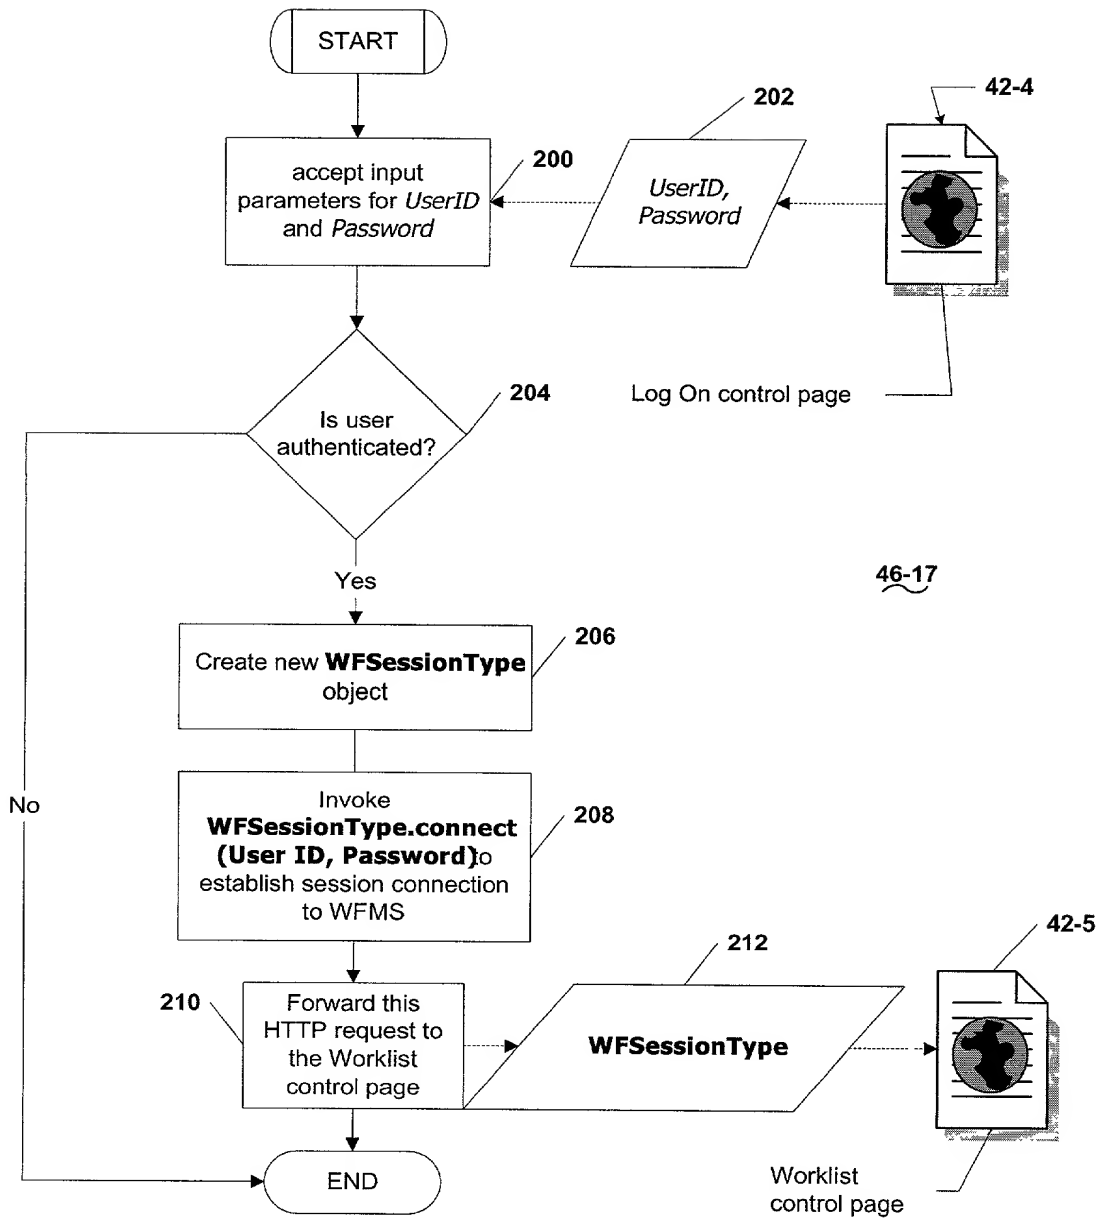 START
42-4
202
200
accept input
parameters for UserID
and Password
UserID,
Password
Log On control page
204
Is user
authenticated?
46-17
Yes
206
Create new WFSessionType
object
No
208
Invoke
WFSessionType.connect
(User ID, Password)to
establish session connection
to WFMS
42-5
212
210
Forward this
HTTP request to
the Worklist
control page
WFSessionType
END
Worklist
control page